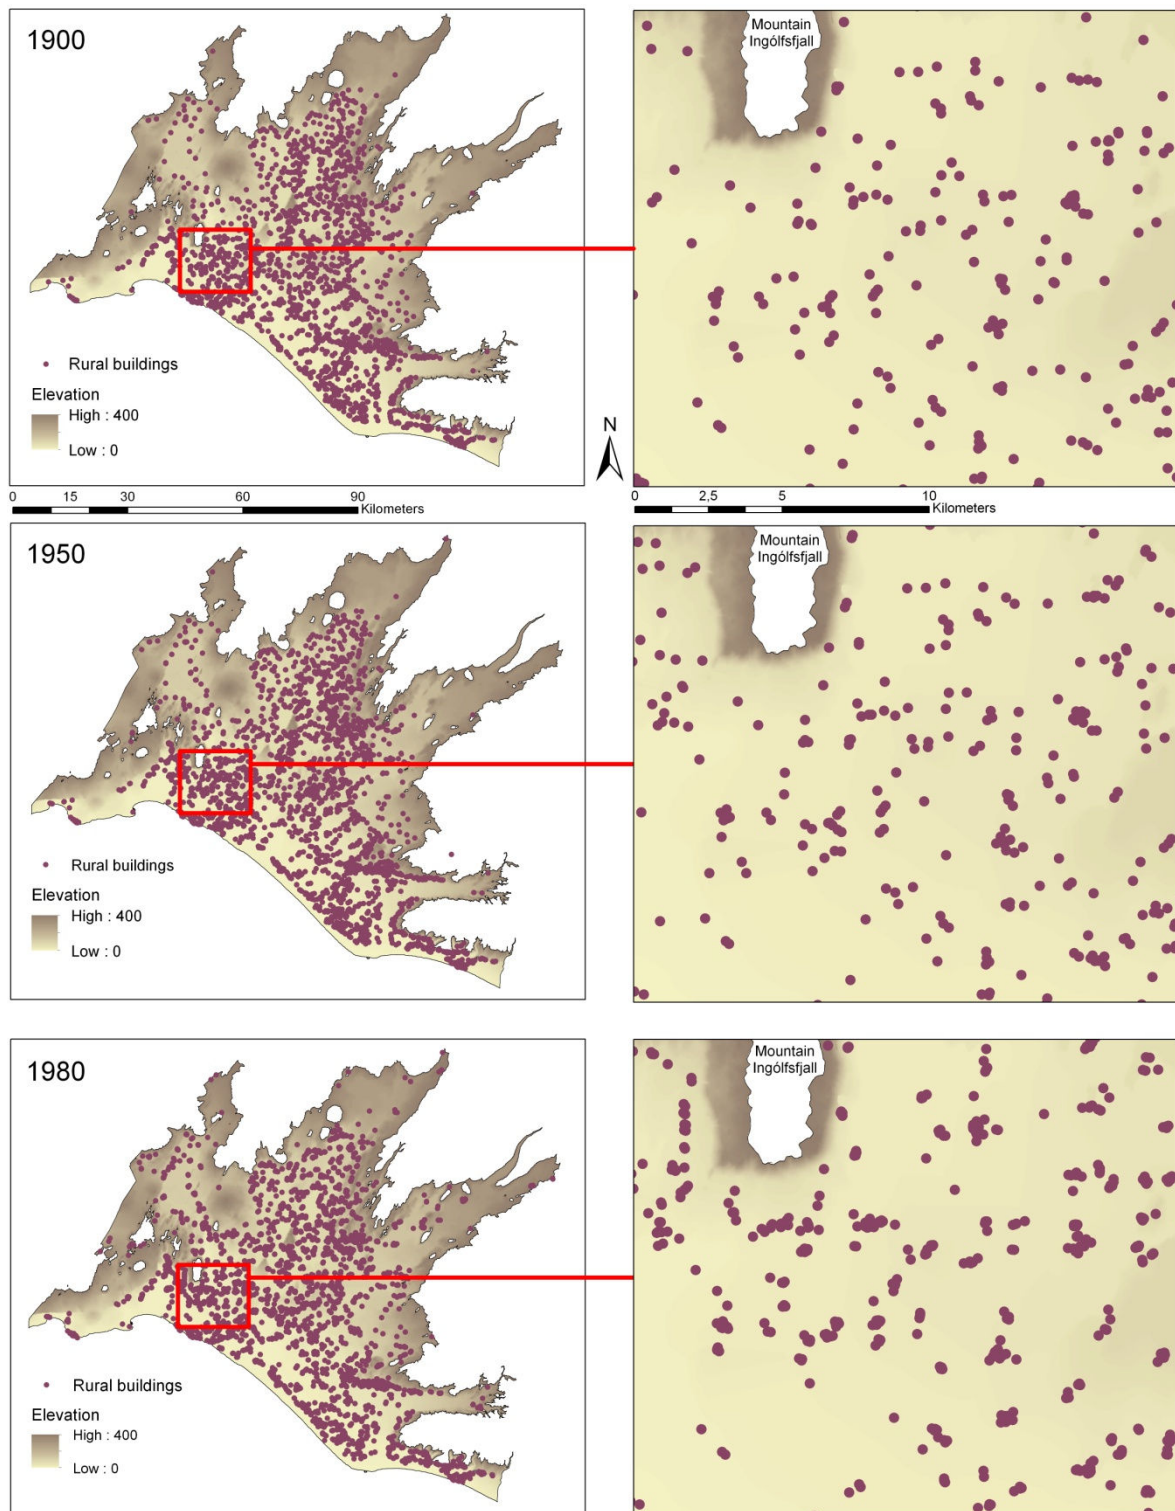 1900
Rural buildings
Elevation
High : 400
Low : 0
Mountain
Ingólfsfjall
N
0 15 30 60 90
Kilometers
0 2,5 5 10
Kilometers
1950
Rural buildings
Elevation
High : 400
Low : 0
Mountain
Ingólfsfjall
1980
Rural buildings
Elevation
High : 400
Low : 0
Mountain
Ingólfsfjall